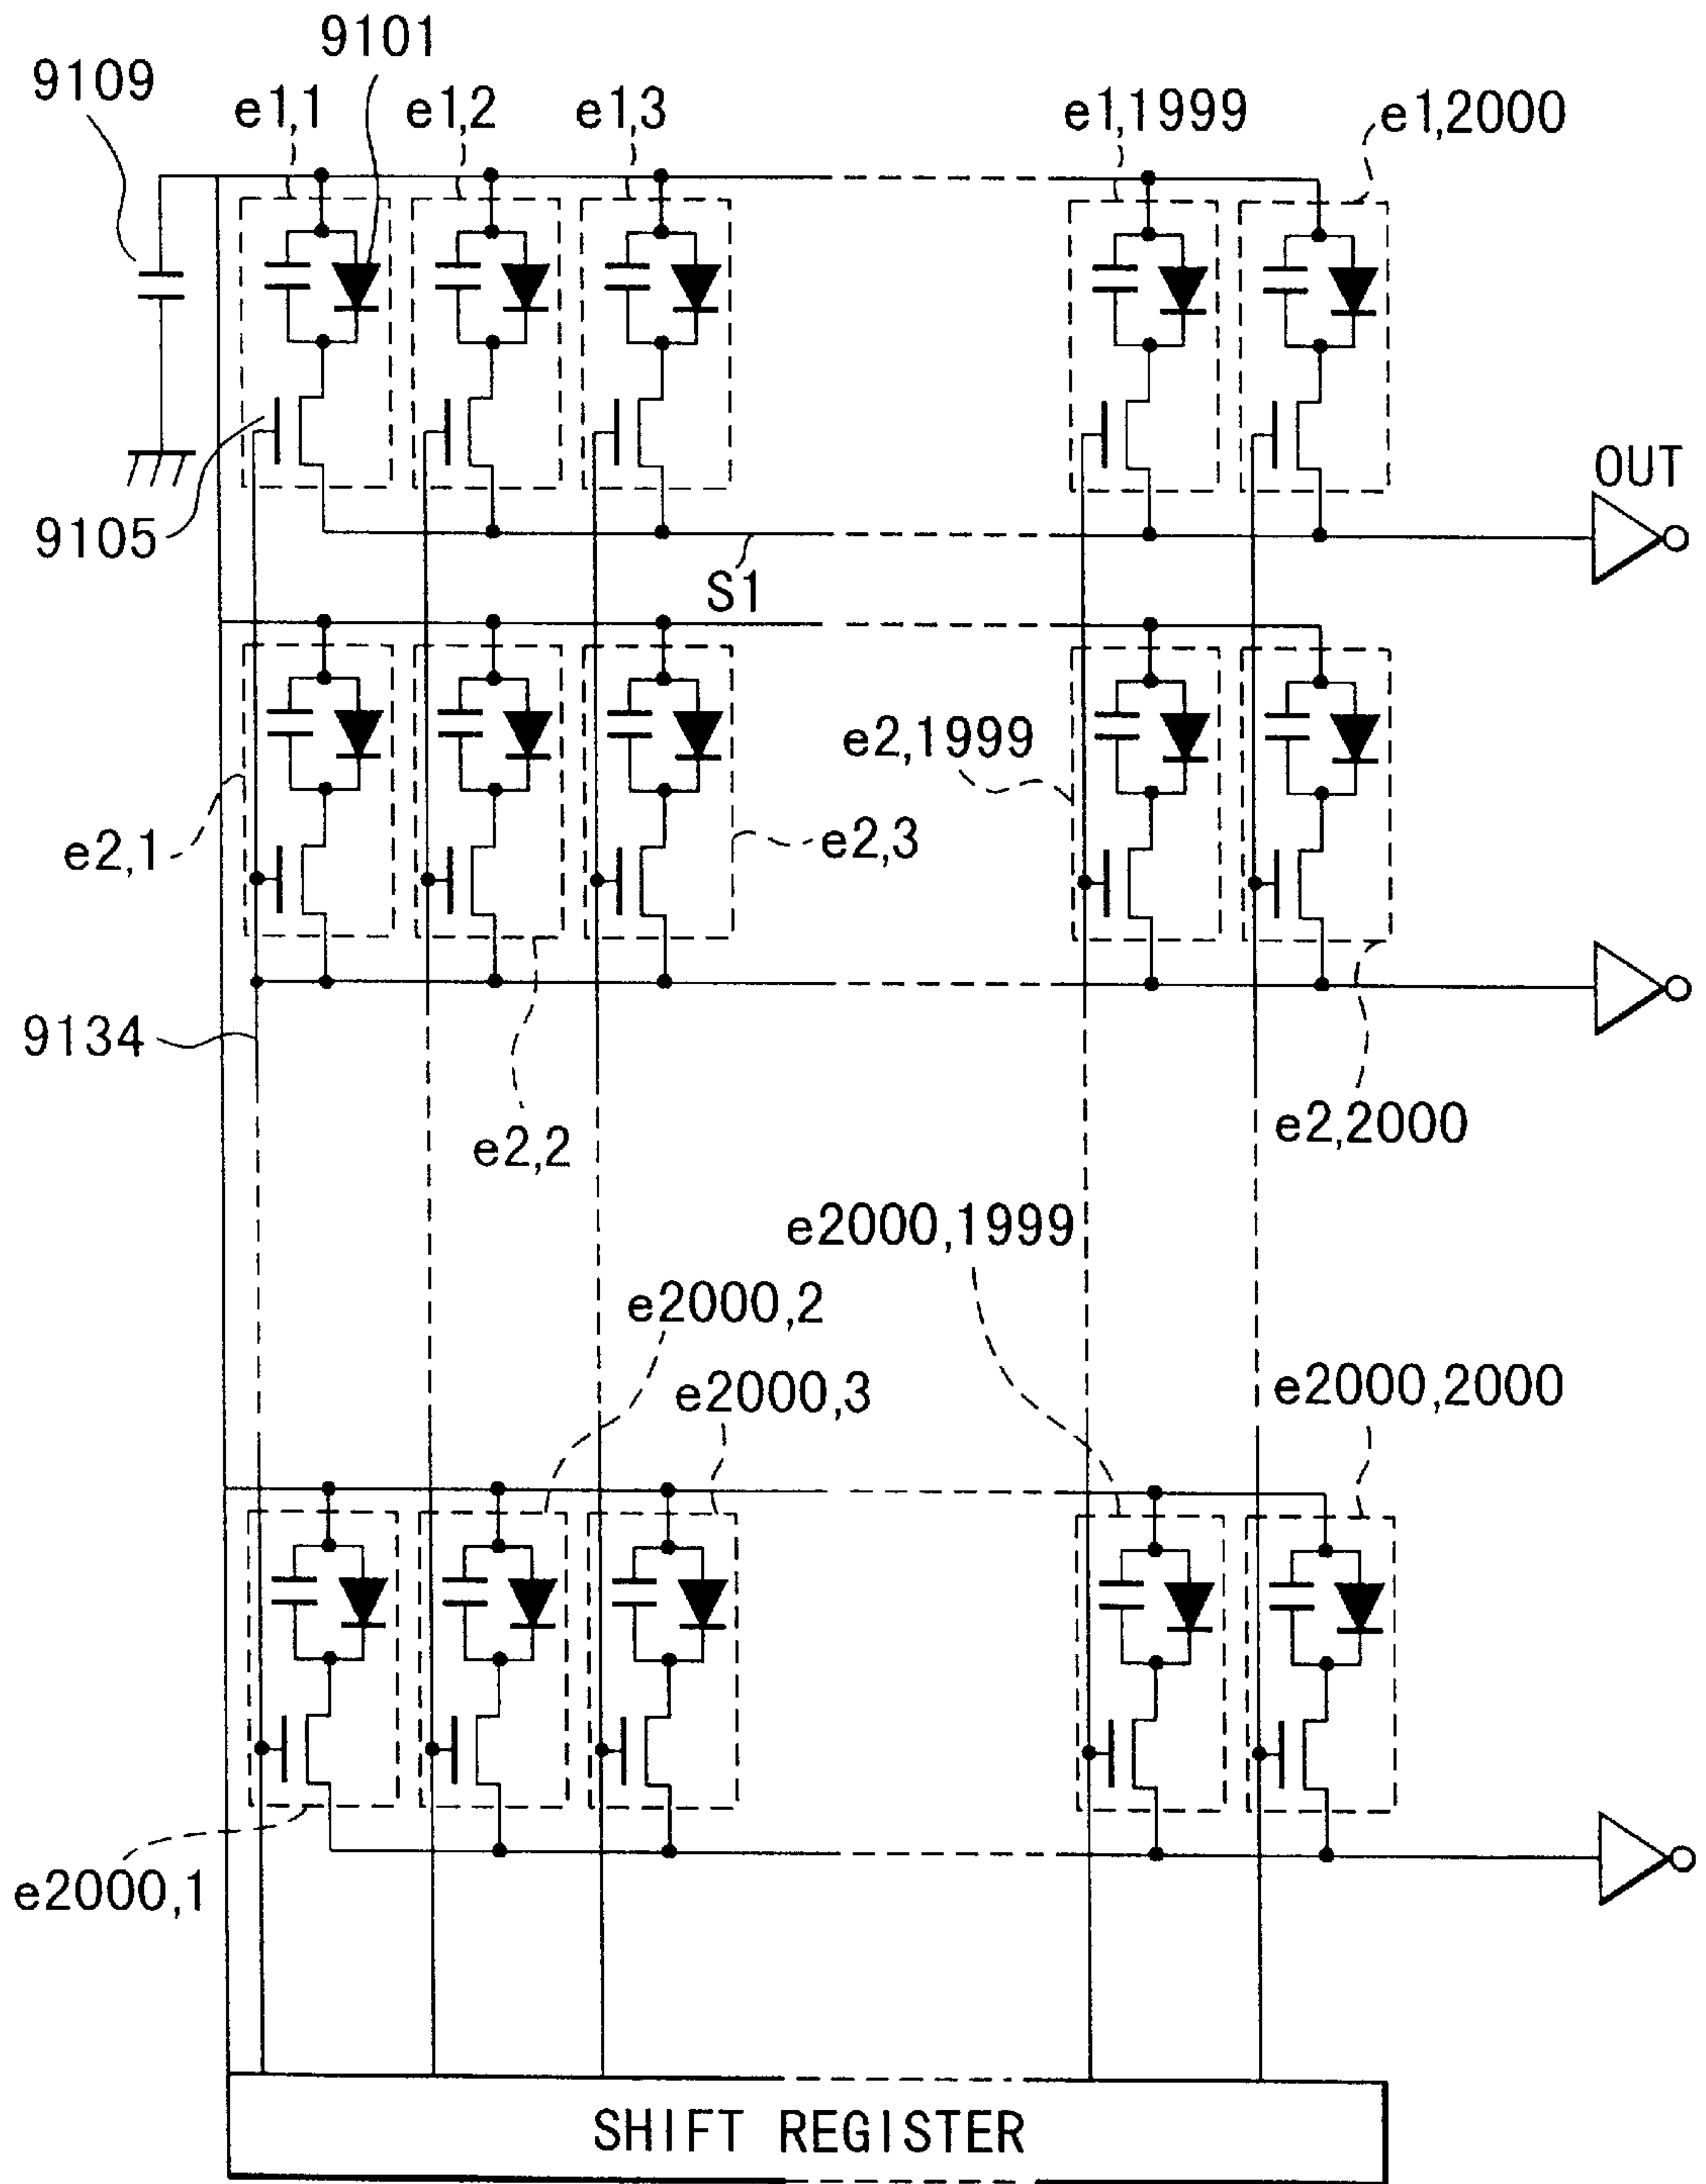 9101
9109
e1,1
e1,2
e1,3
e1,1999
e1,2000
OUT
9105
S1
e2,1999
e2,3
e2,1
9134
e2,2
e2,2000
e2000,1999
e2000,2
e2000,3
e2000,2000
e2000,1
SHIFT REGISTER